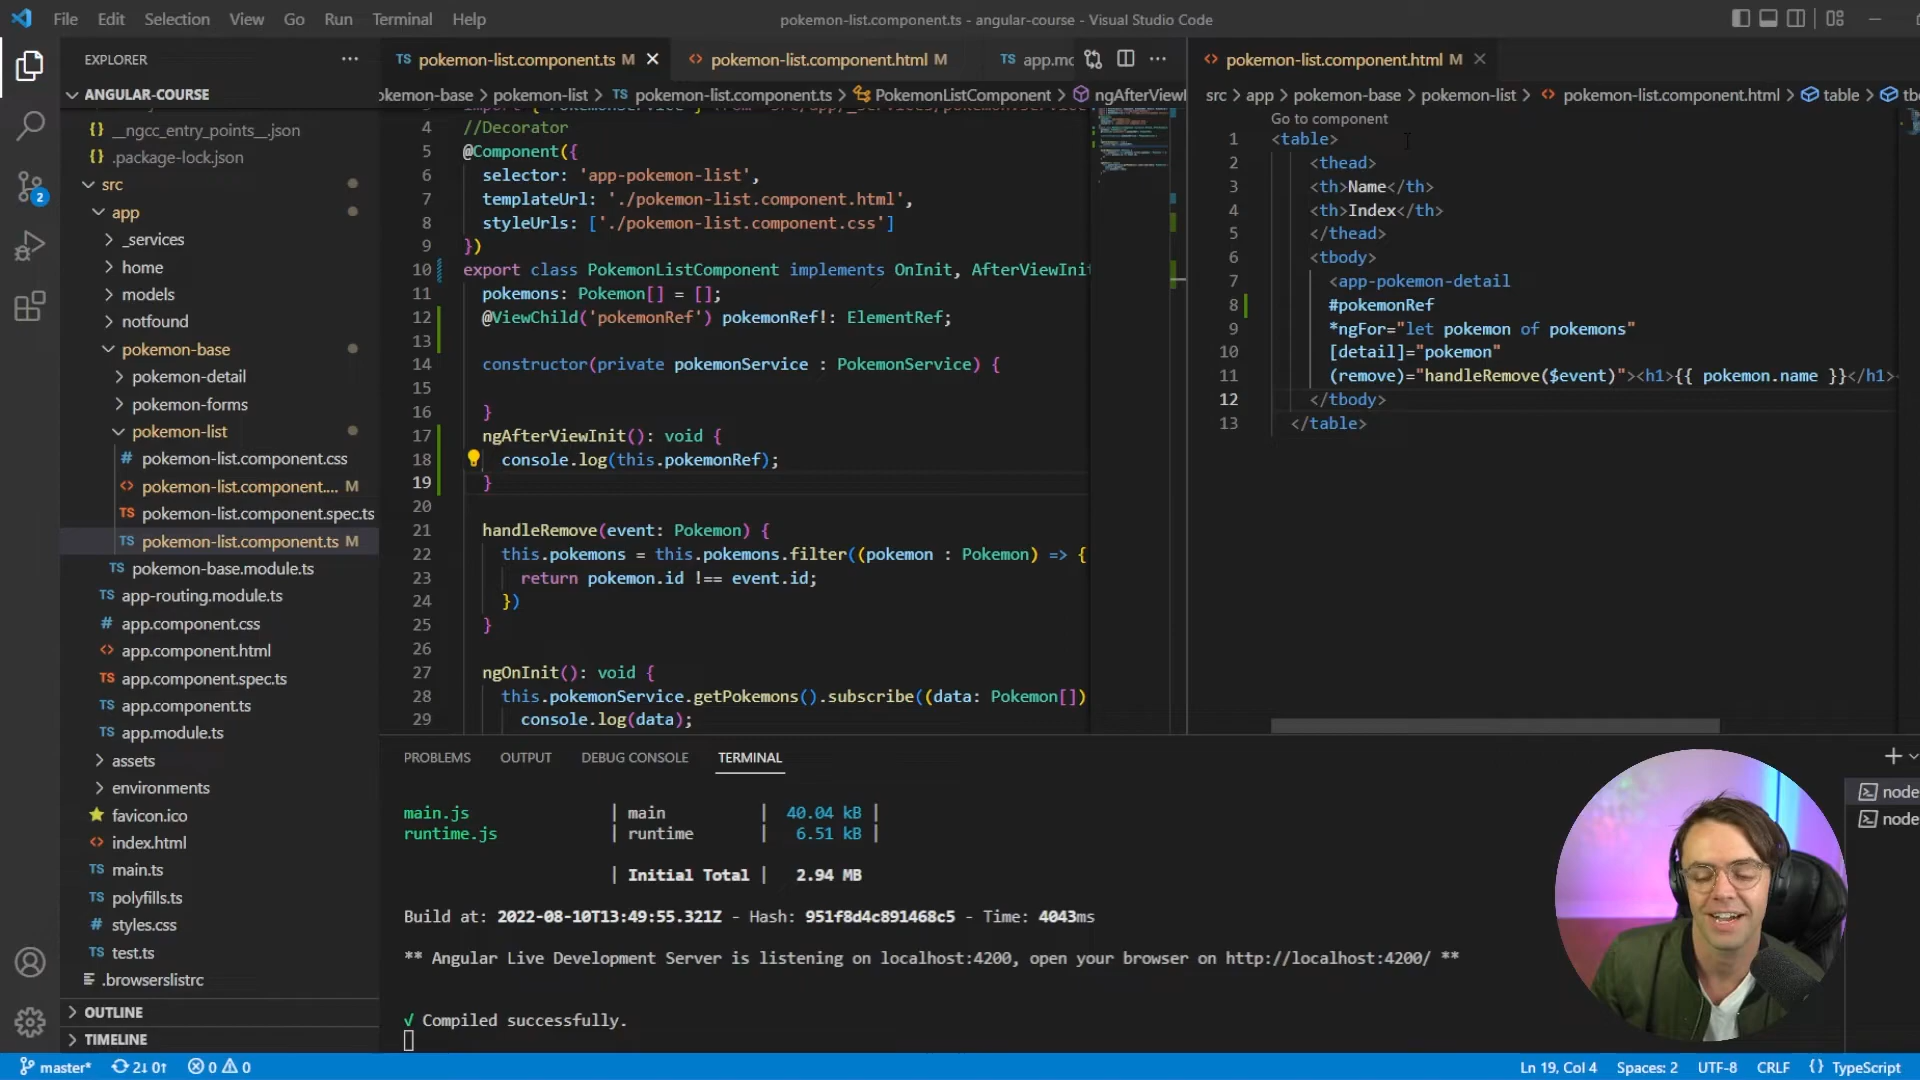 File Edit Selection View Go Run Terminal Help
pokemon-list.component.ts - angular-course - Visual Studio Code
EXPLORER
ANGULAR-COURSE
__ngcc_entry_points__.json
.package-lock.json
src
app
_services
home
models
notfound
pokemon-base
pokemon-detail
pokemon-forms
pokemon-list
pokemon-list.component.css
pokemon-list.component.... M
pokemon-list.component.spec.ts
pokemon-list.component.ts M
pokemon-base.module.ts
app-routing.module.ts
app.component.css
app.component.html
app.component.spec.ts
app.component.ts
app.module.ts
assets
environments
favicon.ico
index.html
main.ts
polyfills.ts
styles.css
test.ts
.browserslistrc
OUTLINE
TIMELINE
2
TS pokemon-list.component.ts M
pokemon-list.component.html M
TS app.mo
okemon-base > pokemon-list > TS pokemon-list.component.ts > PokemonListComponent > ngAfterViewI
4 //Decorator
5 @Component({
6 selector: 'app-pokemon-list',
7 templateUrl: './pokemon-list.component.html',
8 styleUrls: ['./pokemon-list.component.css']
9 })
10 export class PokemonListComponent implements OnInit, AfterViewInit
11 pokemons: Pokemon[] = [];
12 @ViewChild('pokemonRef') pokemonRef!: ElementRef;
13
14 constructor(private pokemonService : PokemonService) {
15
16 }
17 ngAfterViewInit(): void {
18 console.log(this.pokemonRef);
19 }
20
21 handleRemove(event: Pokemon) {
22 this.pokemons = this.pokemons.filter((pokemon : Pokemon) => {
23 return pokemon.id !== event.id;
24 })
25 }
26
27 ngOnInit(): void {
28 this.pokemonService.getPokemons().subscribe((data: Pokemon[])
29 console.log(data);
pokemon-list.component.html M
src > app > pokemon-base > pokemon-list > pokemon-list.component.html > table > tbo
Go to component
1 <table>
2 <thead>
3 <th>Name</th>
4 <th>Index</th>
5 </thead>
6 <tbody>
7 <app-pokemon-detail
8 #pokemonRef
9 *ngFor="let pokemon of pokemons"
10 [detail]="pokemon"
11 (remove)="handleRemove($event)"><h1>{{ pokemon.name }}</h1><
12 </tbody>
13 </table>
PROBLEMS OUTPUT DEBUG CONSOLE TERMINAL
main.js | main | 40.04 kB |
runtime.js | runtime | 6.51 kB |
| Initial Total | 2.94 MB
Build at: 2022-08-10T13:49:55.321Z - Hash: 951f8d4c891468c5 - Time: 4043ms
** Angular Live Development Server is listening on localhost:4200, open your browser on http://localhost:4200/ **
√ Compiled successfully.
node
node
master* 2↓ 0↑ 0 0
Ln 19, Col 4 Spaces: 2 UTF-8 CRLF {} TypeScript